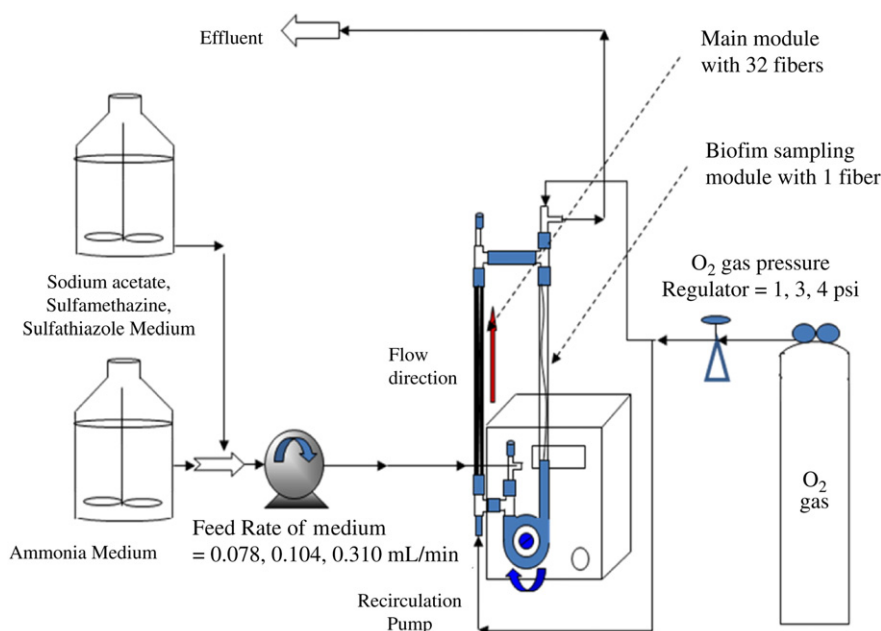 Effluent
Main module
with 32 fibers
Biofim sampling
module with 1 fiber
Sodium acetate,
Sulfamethazine,
Sulfathiazole Medium
O₂ gas pressure
Regulator = 1, 3, 4 psi
Flow
direction
Ammonia Medium
Feed Rate of medium
= 0.078, 0.104, 0.310 mL/min
O₂
gas
Recirculation
Pump